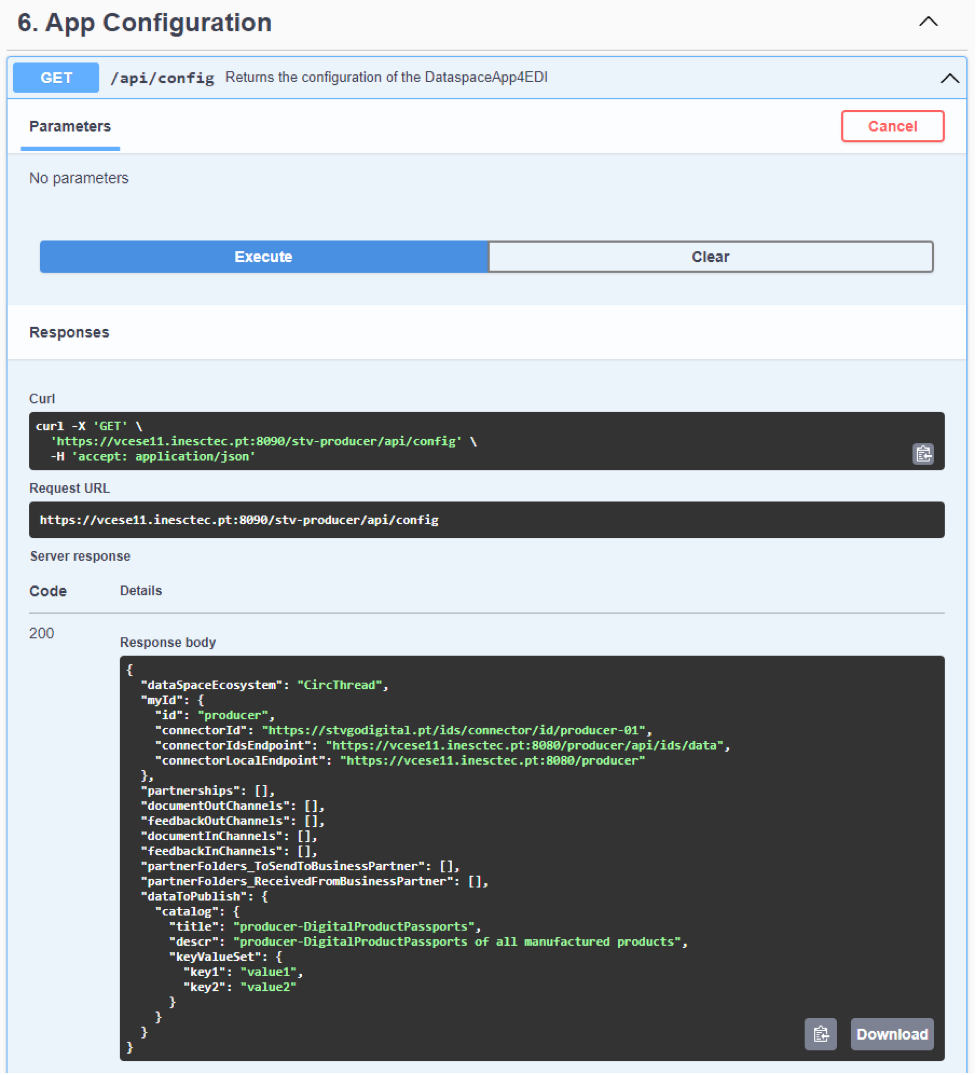 6. App Configuration
GET /api/config Returns the configuration of the DataspaceApp4EDI
Parameters Cancel
No parameters
Execute Clear
Responses
Curl
curl -X 'GET' \
  'https://vcese11.inesctec.pt:8090/stv-producer/api/config' \
  -H 'accept: application/json'
Request URL
https://vcese11.inesctec.pt:8090/stv-producer/api/config
Server response
Code Details
200
Response body
{
  "dataSpaceEcosystem": "CircThread",
  "myId": {
    "id": "producer",
    "connectorId": "https://stvgodigital.pt/ids/connector/id/producer-01",
    "connectorIdsEndpoint": "https://vcese11.inesctec.pt:8080/producer/api/ids/data",
    "connectorLocalEndpoint": "https://vcese11.inesctec.pt:8080/producer"
  },
  "partnerships": [],
  "documentOutChannels": [],
  "feedbackOutChannels": [],
  "documentInChannels": [],
  "feedbackInChannels": [],
  "partnerFolders_ToSendToBusinessPartner": [],
  "partnerFolders_ReceivedFromBusinessPartner": [],
  "dataToPublish": {
    "catalog": {
      "title": "producer-DigitalProductPassports",
      "descr": "producer-DigitalProductPassports of all manufactured products",
      "keyValueSet": {
        "key1": "value1",
        "key2": "value2"
      }
    }
  }
}
Download